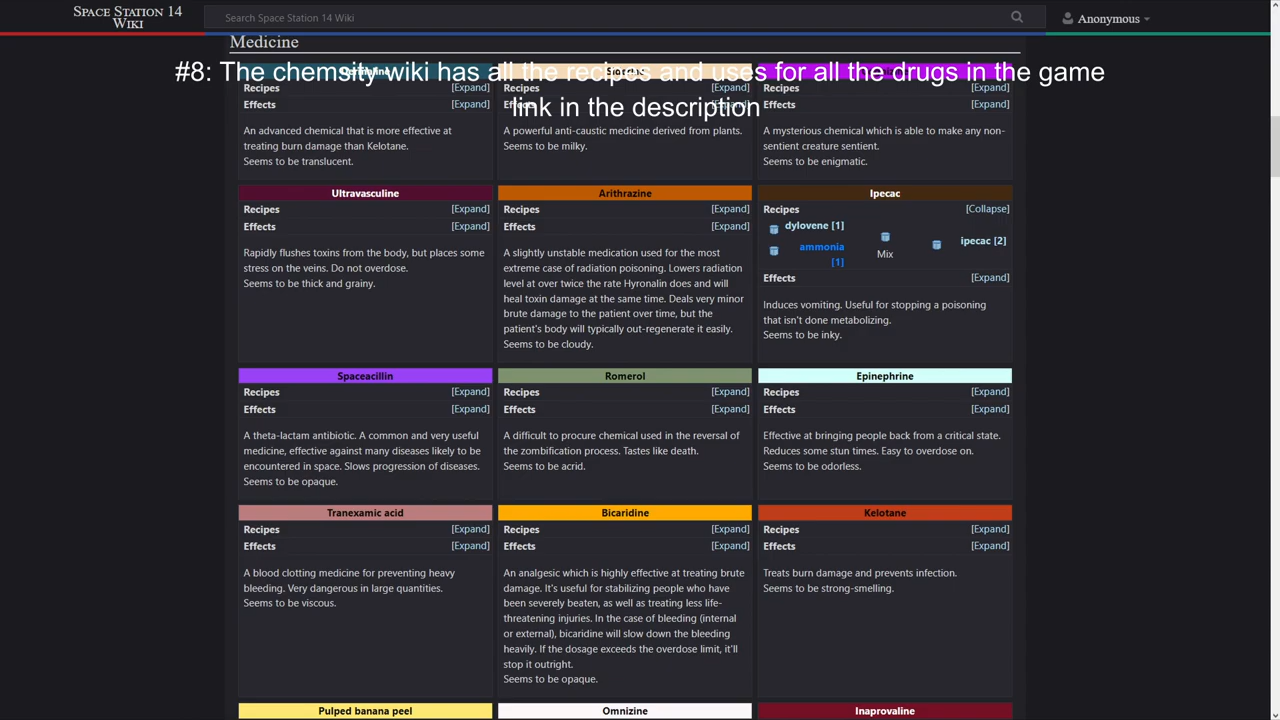 SPACE STATION 14
WIKI
Search Space Station 14 Wiki
Anonymous
Medicine
#8: The chemsity wiki has all the recipes and uses for all the drugs in the game
link in the description
Recipes [Expand]
Effects [Expand]
An advanced chemical that is more effective at
treating burn damage than Kelotane.
Seems to be translucent.
Recipes [Expand]
Effects [Expand]
A powerful anti-caustic medicine derived from plants.
Seems to be milky.
Recipes [Expand]
Effects [Expand]
A mysterious chemical which is able to make any non-
sentient creature sentient.
Seems to be enigmatic.
Ultravasculine
Recipes [Expand]
Effects [Expand]
Rapidly flushes toxins from the body, but places some
stress on the veins. Do not overdose.
Seems to be thick and grainy.
Arithrazine
Recipes [Expand]
Effects [Expand]
A slightly unstable medication used for the most
extreme case of radiation poisoning. Lowers radiation
level at over twice the rate Hyronalin does and will
heal toxin damage at the same time. Deals very minor
brute damage to the patient over time, but the
patient's body will typically out-regenerate it easily.
Seems to be cloudy.
Ipecac
Recipes [Collapse]
dylovene [1]
ammonia
[1]
Mix
ipecac [2]
Effects [Expand]
Induces vomiting. Useful for stopping a poisoning
that isn't done metabolizing.
Seems to be inky.
Spaceacillin
Recipes [Expand]
Effects [Expand]
A theta-lactam antibiotic. A common and very useful
medicine, effective against many diseases likely to be
encountered in space. Slows progression of diseases.
Seems to be opaque.
Romerol
Recipes [Expand]
Effects [Expand]
A difficult to procure chemical used in the reversal of
the zombification process. Tastes like death.
Seems to be acrid.
Epinephrine
Recipes [Expand]
Effects [Expand]
Effective at bringing people back from a critical state.
Reduces some stun times. Easy to overdose on.
Seems to be odorless.
Tranexamic acid
Recipes [Expand]
Effects [Expand]
A blood clotting medicine for preventing heavy
bleeding. Very dangerous in large quantities.
Seems to be viscous.
Bicaridine
Recipes [Expand]
Effects [Expand]
An analgesic which is highly effective at treating brute
damage. It's useful for stabilizing people who have
been severely beaten, as well as treating less life-
threatening injuries. In the case of bleeding (internal
or external), bicaridine will slow down the bleeding
heavily. If the dosage exceeds the overdose limit, it'll
stop it outright.
Seems to be opaque.
Kelotane
Recipes [Expand]
Effects [Expand]
Treats burn damage and prevents infection.
Seems to be strong-smelling.
Pulped banana peel
Omnizine
Inaprovaline